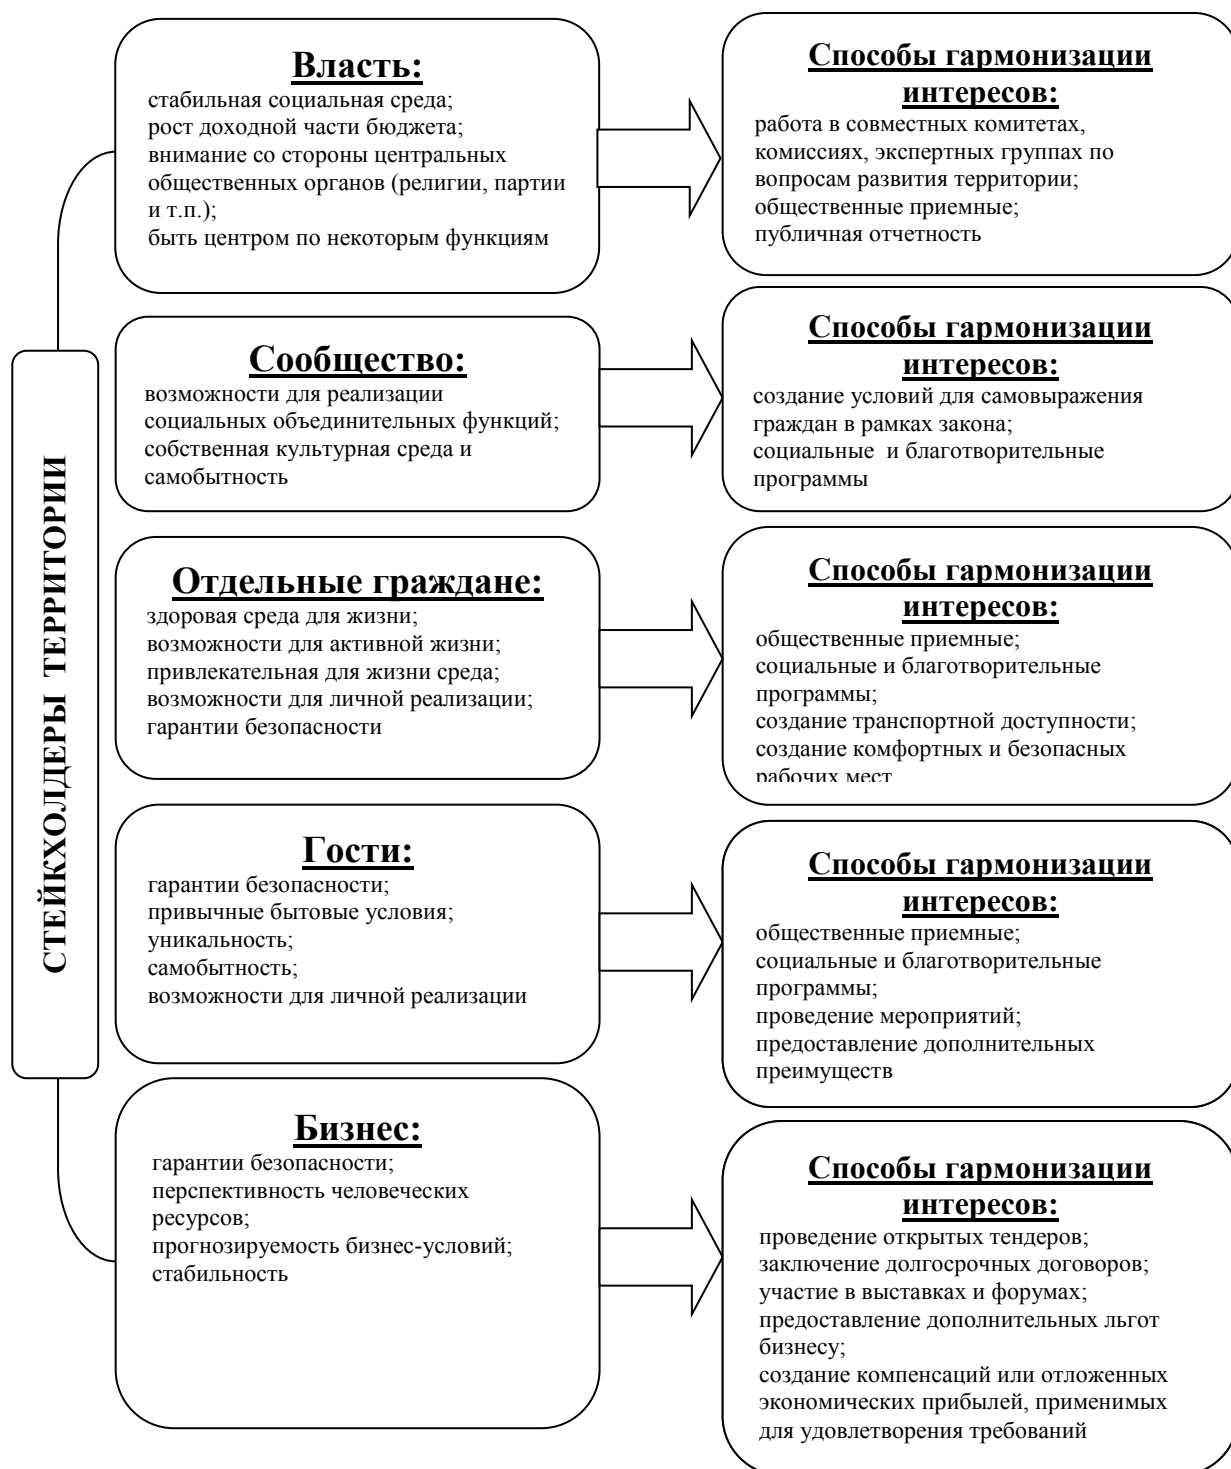 СТЕЙКХОЛДЕРЫ ТЕРРИТОРИИ
Власть:
стабильная социальная среда;
рост доходной части бюджета;
внимание со стороны центральных
общественных органов (религии, партии
и т.п.);
быть центром по некоторым функциям
Способы гармонизации
интересов:
работа в совместных комитетах,
комиссиях, экспертных группах по
вопросам развития территории;
общественные приемные;
публичная отчетность
Сообщество:
возможности для реализации
социальных объединительных функций;
собственная культурная среда и
самобытность
Способы гармонизации
интересов:
создание условий для самовыражения
граждан в рамках закона;
социальные и благотворительные
программы
Отдельные граждане:
здоровая среда для жизни;
возможности для активной жизни;
привлекательная для жизни среда;
возможности для личной реализации;
гарантии безопасности
Способы гармонизации
интересов:
общественные приемные;
социальные и благотворительные
программы;
создание транспортной доступности;
создание комфортных и безопасных
рабочих мест
Гости:
гарантии безопасности;
привычные бытовые условия;
уникальность;
самобытность;
возможности для личной реализации
Способы гармонизации
интересов:
общественные приемные;
социальные и благотворительные
программы;
проведение мероприятий;
предоставление дополнительных
преимуществ
Бизнес:
гарантии безопасности;
перспективность человеческих
ресурсов;
прогнозируемость бизнес-условий;
стабильность
Способы гармонизации
интересов:
проведение открытых тендеров;
заключение долгосрочных договоров;
участие в выставках и форумах;
предоставление дополнительных льгот
бизнесу;
создание компенсаций или отложенных
экономических прибылей, применимых
для удовлетворения требований